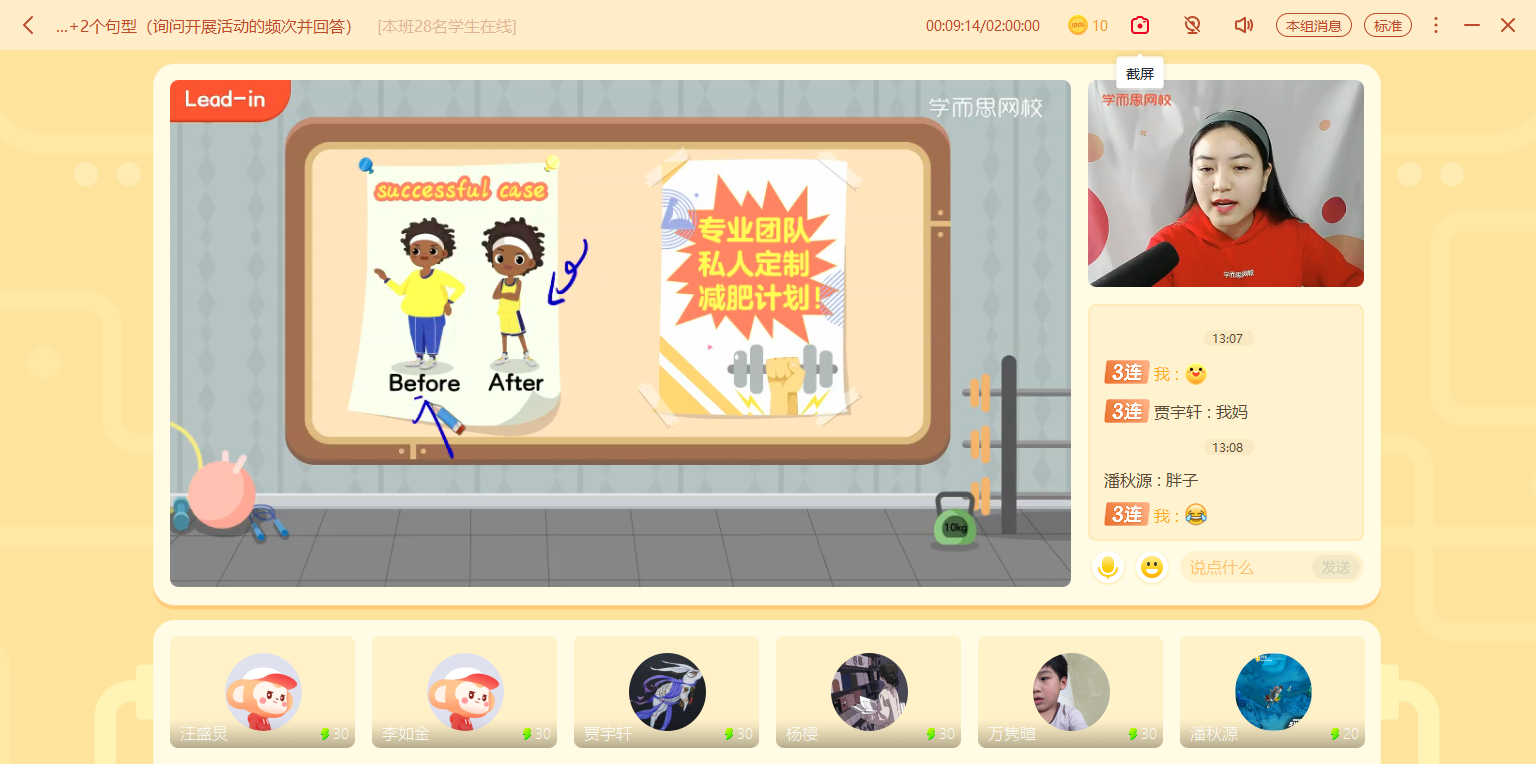 ...+2个句型（询问开展活动的频次并回答）
[本班28名学生在线]
00:09:14/02:00:00
10
本组消息
标准
截屏
Lead-in
学而思网校
学而思网校
successful case
Before
After
专业团队
私人定制
减肥计划！
10kg
学而思网校
13:07
3连 我：
3连 贾宇轩：我妈
13:08
潘秋源：胖子
3连 我：
说点什么
发送
汪盛炅
30
李如金
30
贾宇轩
30
杨樱
30
万隽暄
30
潘秋源
20